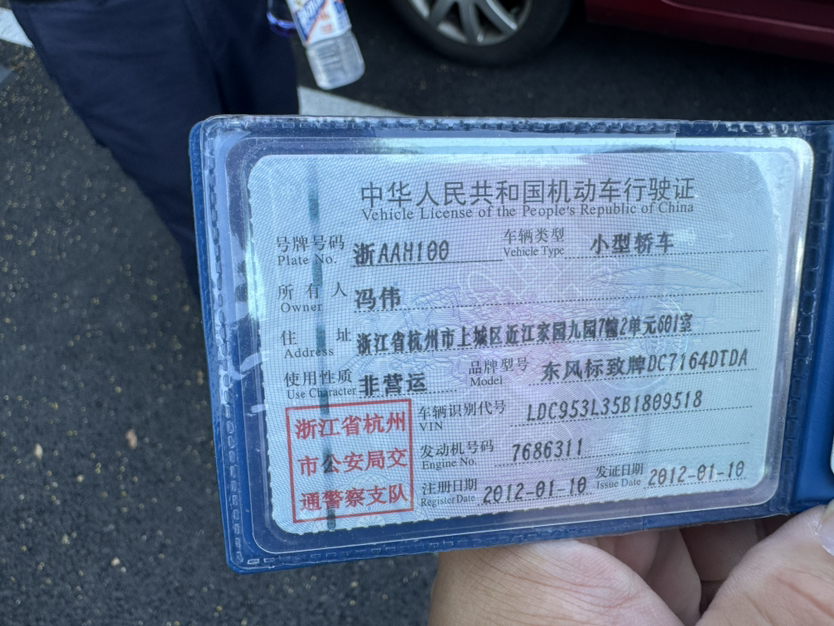 中华人民共和国机动车行驶证
Vehicle License of the People's Republic of China
号牌号码 浙AAH100 车辆类型 小型轿车
Plate No. Vehicle Type
所有人 冯伟
Owner
住址 浙江省杭州市上城区近江家园九园7幢2单元601室
Address
使用性质 非营运 品牌型号 东风标致牌DC7164DTDA
Use Character Model
浙江省杭州
市公安局交
通警察支队
车辆识别代号 LDC953L35B1809518
VIN
发动机号码 7686311
Engine No.
注册日期 2012-01-10 发证日期 2012-01-10
Register Date Issue Date